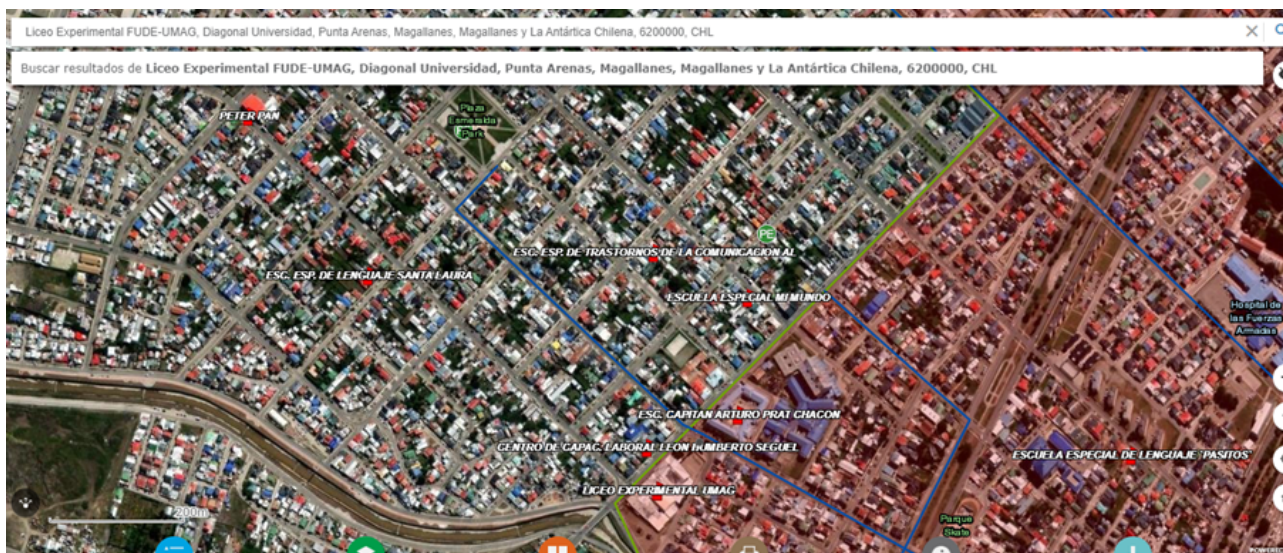 Liceo Experimental FUDE-UMAG, Diagonal Universidad, Punta Arenas, Magallanes, Magallanes y La Antártica Chilena, 6200000, CHL
Buscar resultados de Liceo Experimental FUDE-UMAG, Diagonal Universidad, Punta Arenas, Magallanes, Magallanes y La Antártica Chilena, 6200000, CHL
PETER PAN
Plaza
Esmeralda
Park
PE
ESC. ESP. DE TRASTORNOS DE LA COMUNICACION AL
ESC. ESP. DE LENGUAJE SANTA LAURA
ESCUELLA ESPECIAL MI MUNDO
Hospital de
las Fuerzas
Armadas
ESC. CAPITAN ARTURO PRAT CHACON
CENTRO DE CAPAC. LABORAL LEON HUMBERTO SEGUEL
ESCUELA ESPECIAL DE LENGUAJE "PASITOS"
LICEO EXPERIMENTAL UMAG
200m
Parque
Skate